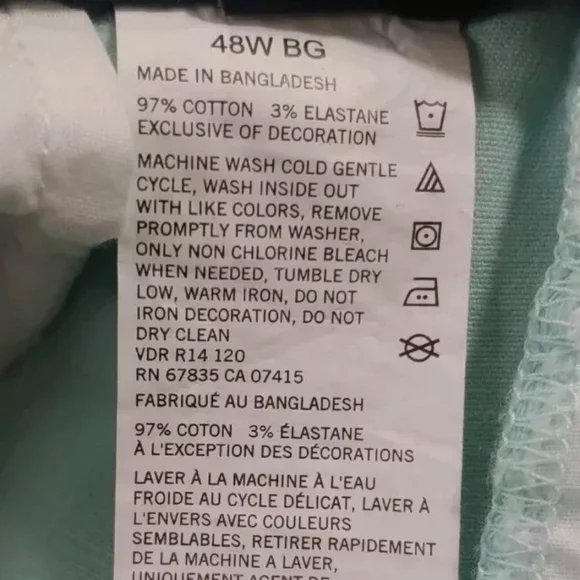 48W BG
MADE IN BANGLADESH
97% COTTON 3% ELASTANE
EXCLUSIVE OF DECORATION
MACHINE WASH COLD GENTLE
CYCLE, WASH INSIDE OUT
WITH LIKE COLORS, REMOVE
PROMPTLY FROM WASHER,
ONLY NON CHLORINE BLEACH
WHEN NEEDED, TUMBLE DRY
LOW, WARM IRON, DO NOT
IRON DECORATION, DO NOT
DRY CLEAN
VDR R14 120
RN 67835 CA 07415
FABRIQUÉ AU BANGLADESH
97% COTON 3% ÉLASTANE
À L'EXCEPTION DES DÉCORATIONS
LAVER À LA MACHINE À L'EAU
FROIDE AU CYCLE DÉLICAT, LAVER À
L'ENVERS AVEC COULEURS
SEMBLABLES, RETIRER RAPIDEMENT
DE LA MACHINE A LAVER,
UNIQUEMENT AGENT DE